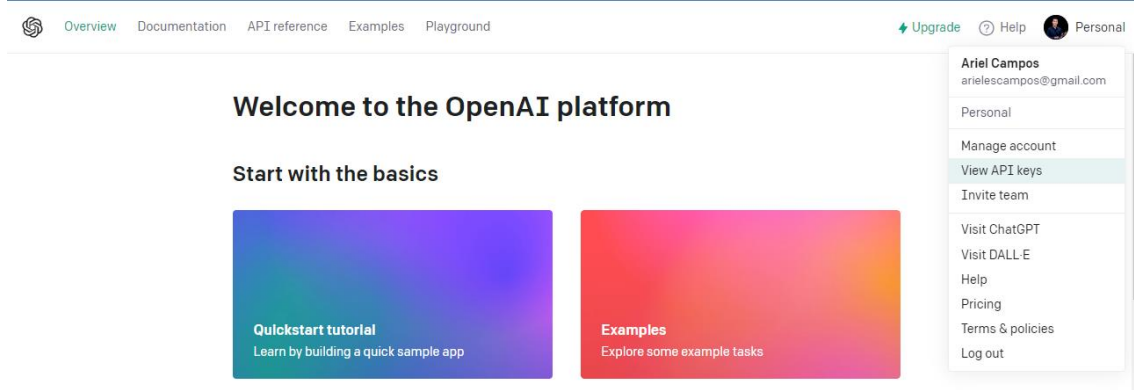 Overview Documentation API reference Examples Playground Upgrade Help Personal
Ariel Campos
arielescampos@gmail.com
Personal
Manage account
View API keys
Invite team
Visit ChatGPT
Visit DALL·E
Help
Pricing
Terms & policies
Log out
Welcome to the OpenAI platform
Start with the basics
Quickstart tutorial
Learn by building a quick sample app
Examples
Explore some example tasks